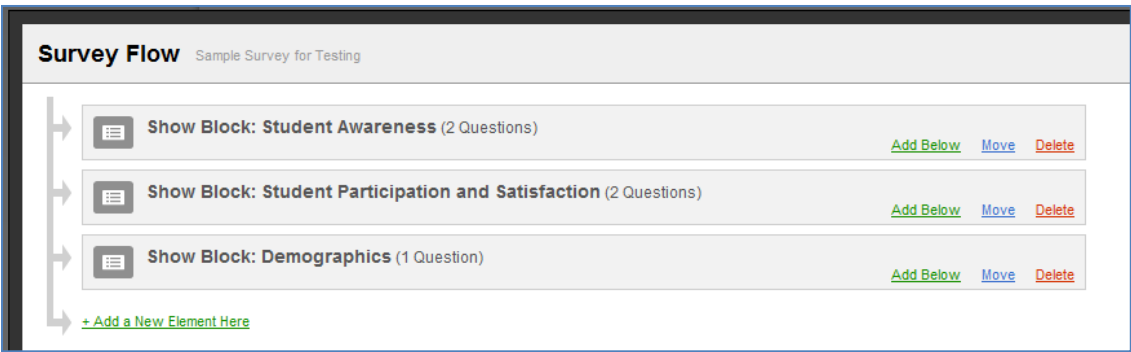 Survey Flow Sample Survey for Testing
Show Block: Student Awareness (2 Questions)
Add Below Move Delete
Show Block: Student Participation and Satisfaction (2 Questions)
Add Below Move Delete
Show Block: Demographics (1 Question)
Add Below Move Delete
+ Add a New Element Here